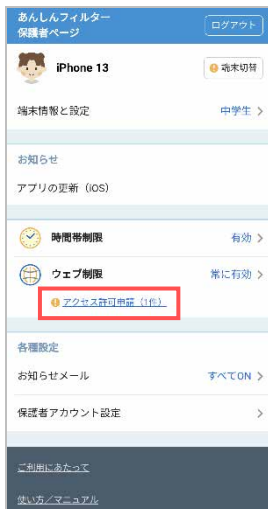 あんしんフィルター
保護者ページ
ログアウト
iPhone 13
端末切替
端末情報と設定
中学生
お知らせ
アプリの更新（iOS）
時間帯制限
有効
ウェブ制限
常に有効
アクセス許可申請（1件）
各種設定
お知らせメール
すべてON
保護者アカウント設定
ご利用にあたって
使い方/マニュアル